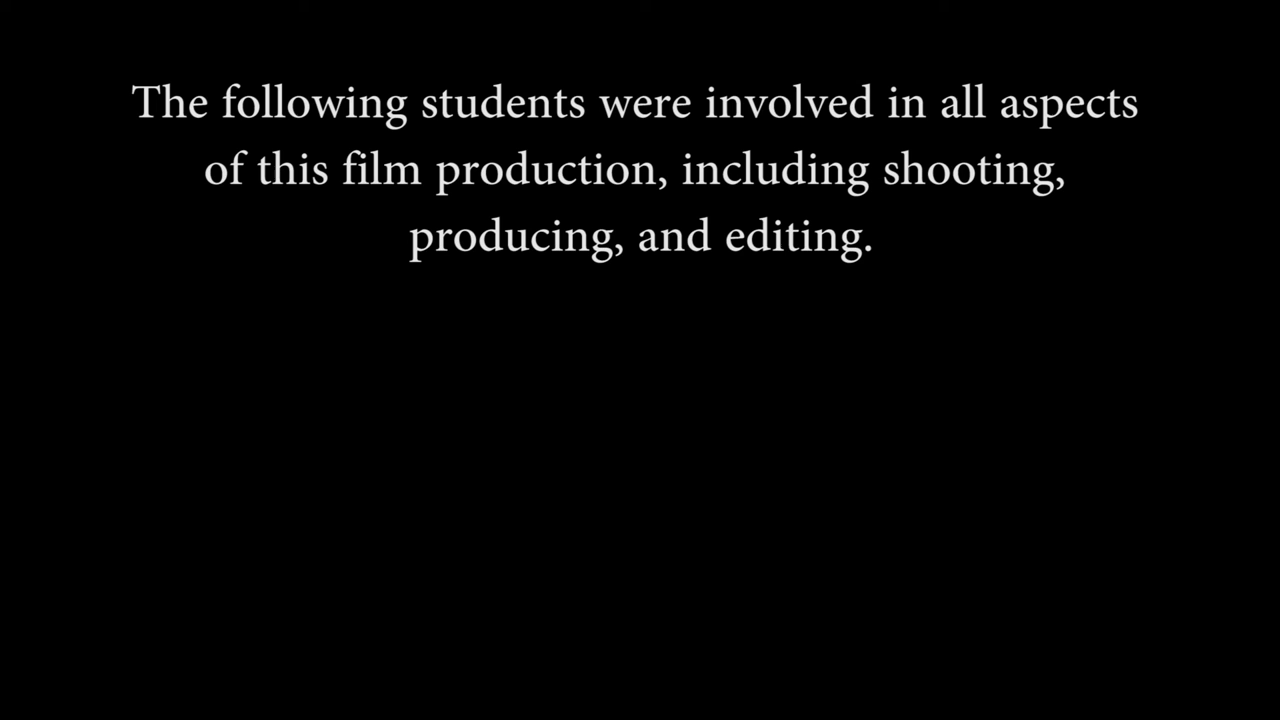 The following students were involved in all aspects
of this film production, including shooting,
producing, and editing.